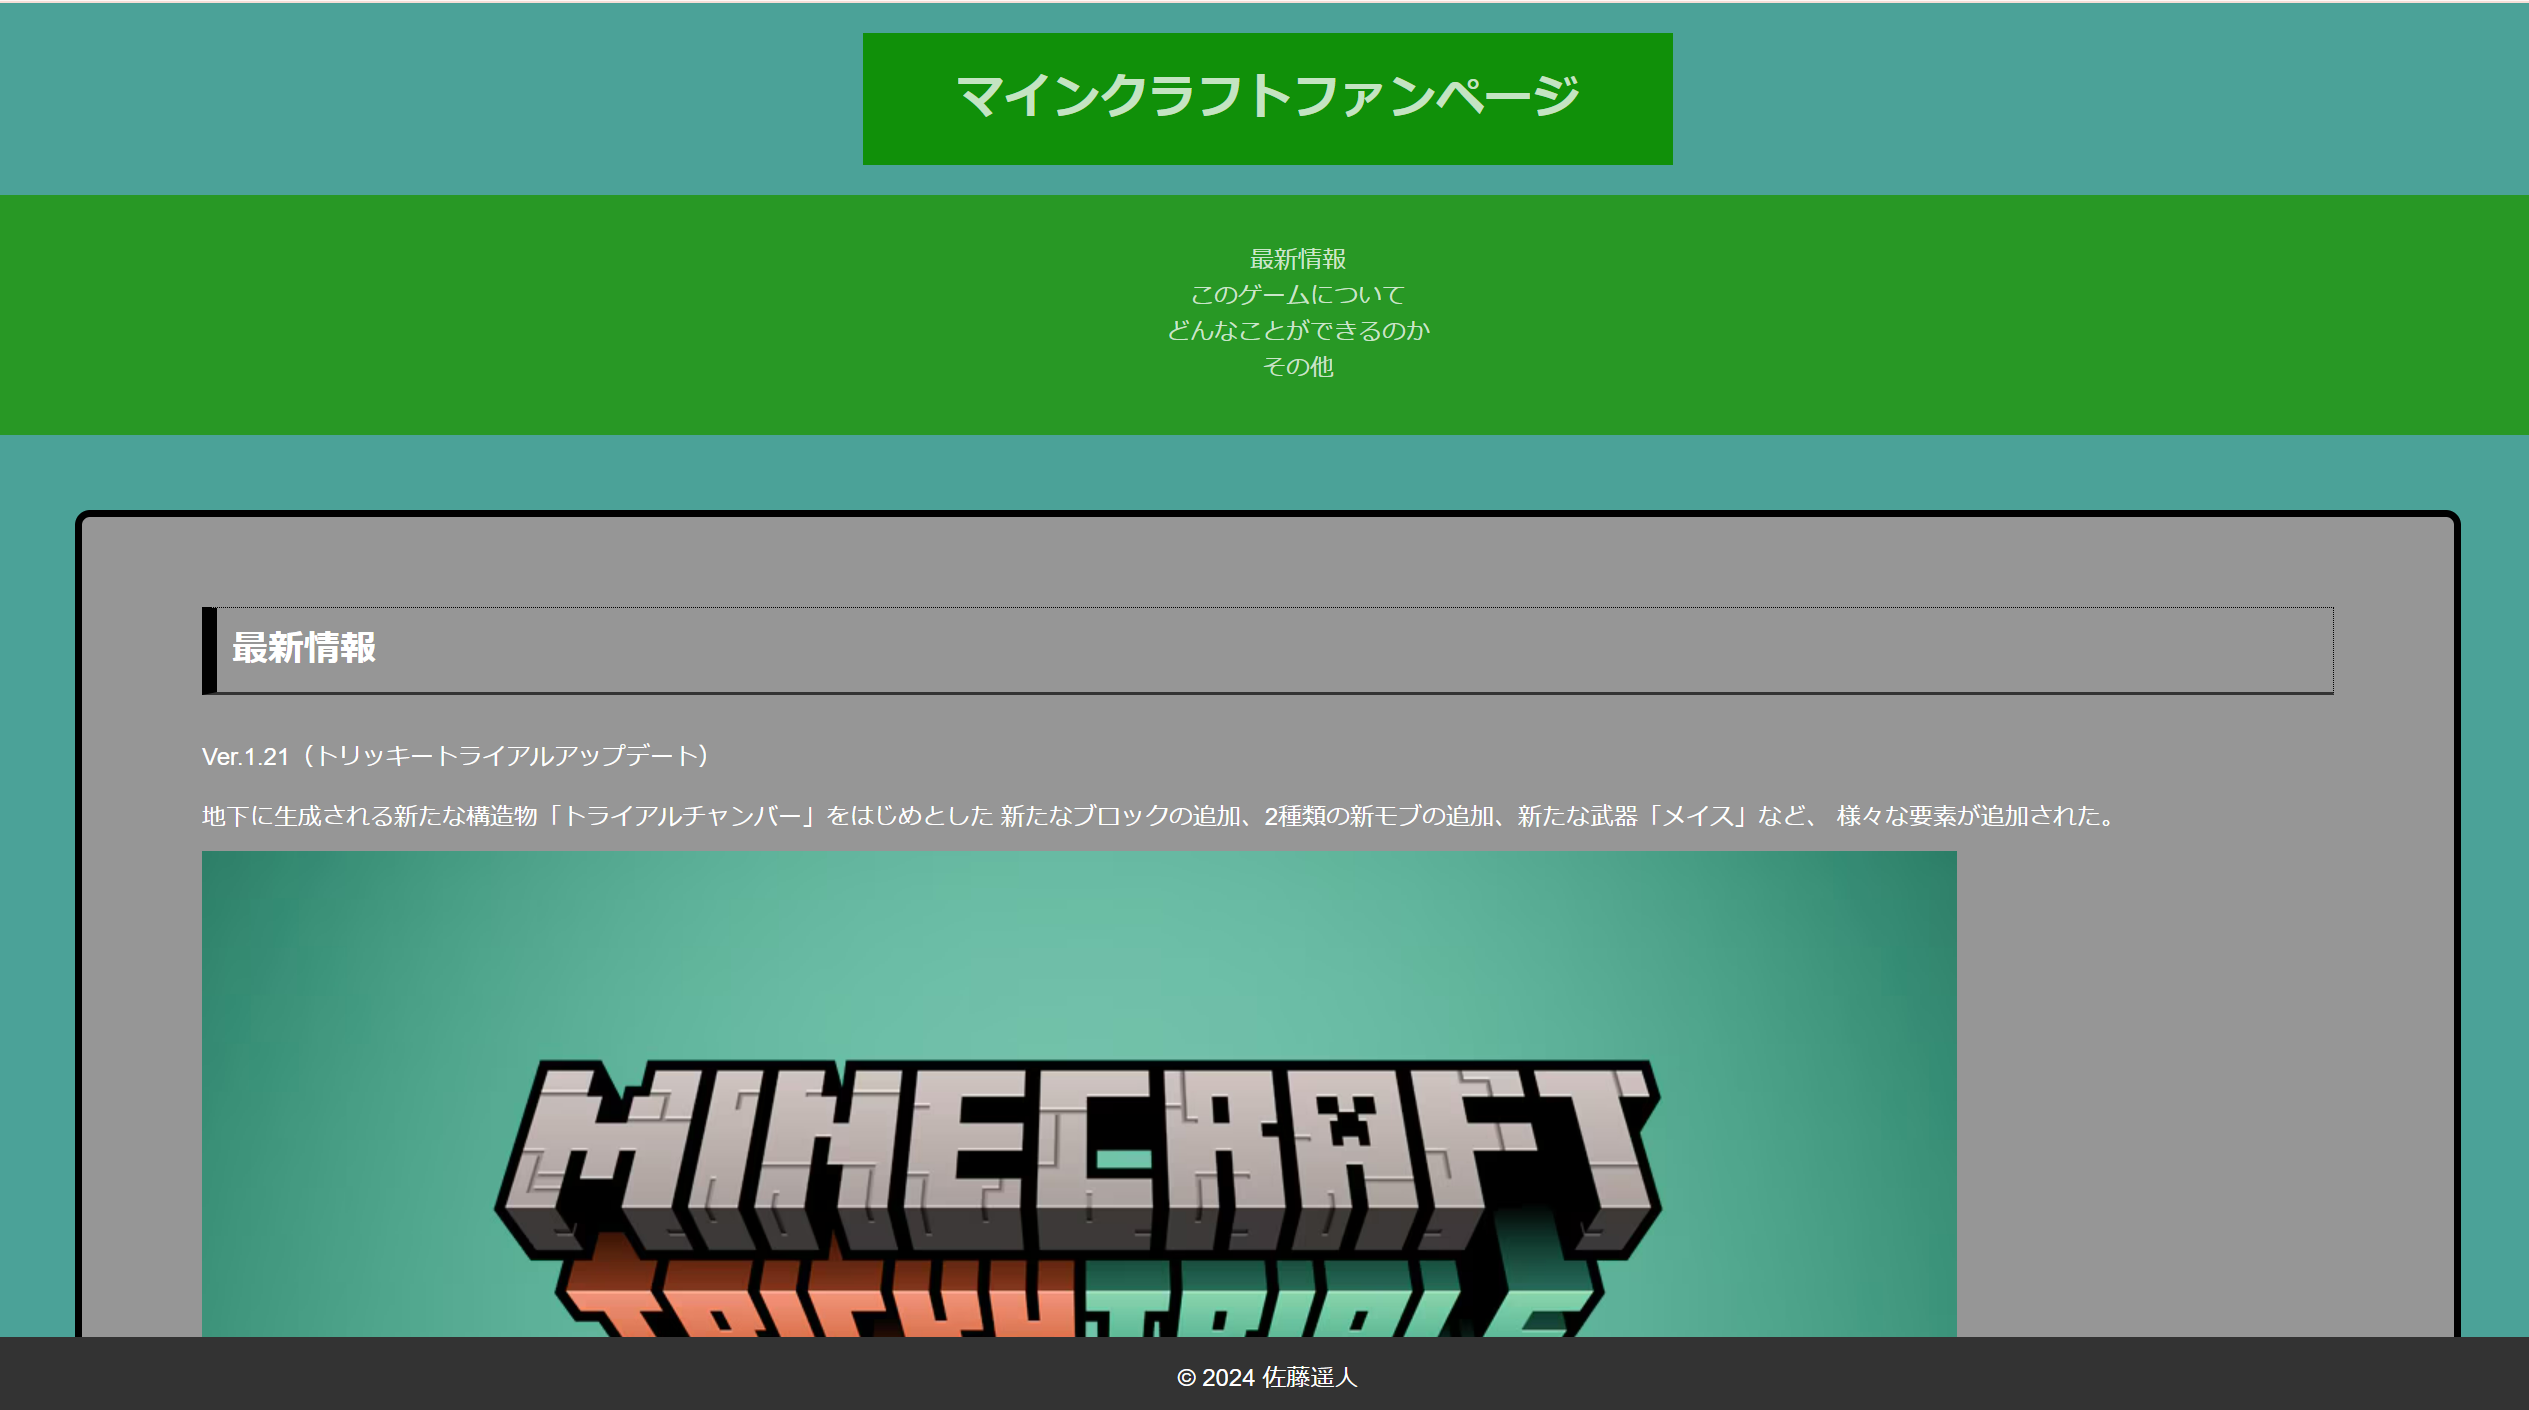 マインクラフトファンページ
最新情報
このゲームについて
どんなことができるのか
その他
最新情報
Ver.1.21（トリッキートライアルアップデート）
地下に生成される新たな構造物「トライアルチャンバー」をはじめとした 新たなブロックの追加、2種類の新モブの追加、新たな武器「メイス」など、 様々な要素が追加された。
MINECRAFT
TRICKY TRIALS
© 2024 佐藤遥人